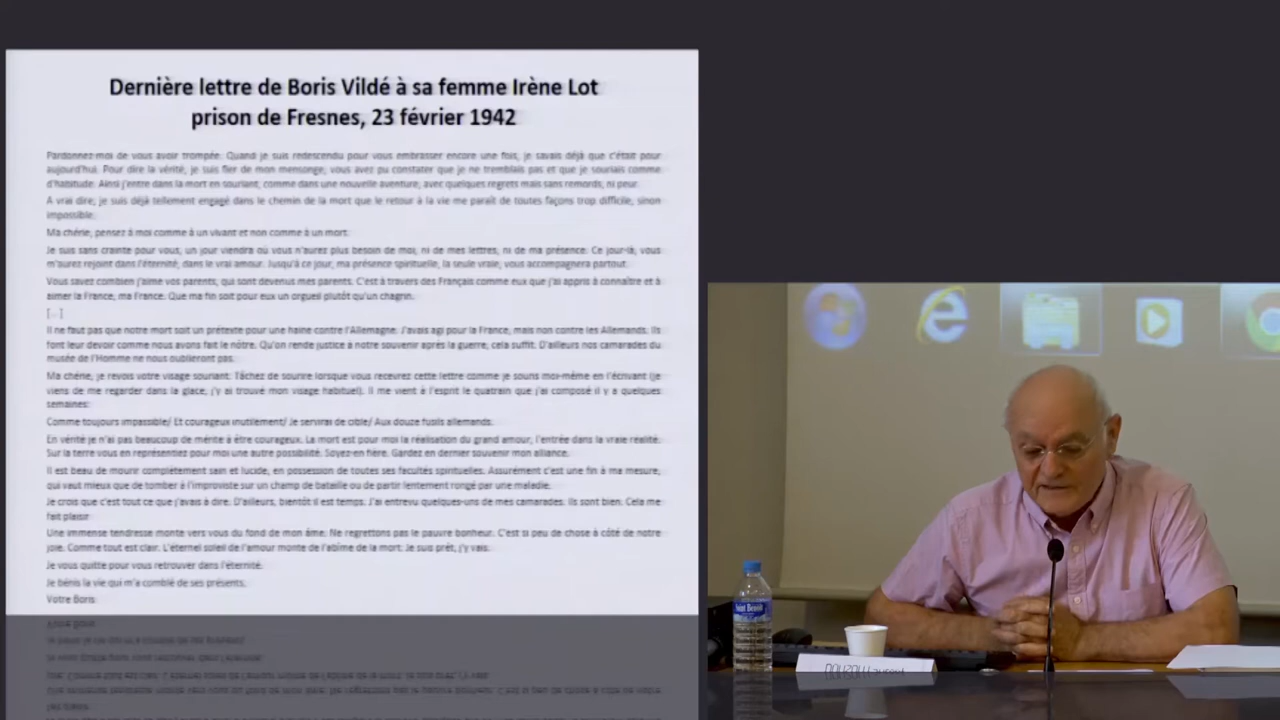 Dernière lettre de Boris Vildé à sa femme Irène Lot
prison de Fresnes, 23 février 1942
Pardonnez-moi de vous avoir trompée. Quand je suis redescendu pour vous embrasser encore une fois, je savais déjà que c'était pour
aujourd'hui. Pour dire la vérité, je suis fier de mon mensonge; vous avez pu constater que je ne tremblais pas et que je souriais comme
d'habitude. Ainsi j'entre dans la mort en souriant, comme dans une nouvelle aventure, avec quelques regrets mais sans remords, ni peur.
A vrai dire, je suis déjà tellement engagé dans le chemin de la mort que le retour à la vie me paraît de toutes façons trop difficile, sinon
impossible.
Ma chérie, pensez à moi comme à un vivant et non comme à un mort.
Je suis sans crainte pour vous, un jour viendra où vous n'aurez plus besoin de moi, ni de mes lettres, ni de ma présence. Ce jour-là, vous
m'aurez rejoint dans l'éternité, dans le vrai amour. Jusqu'à ce jour, ma présence spirituelle, la seule vraie, vous accompagnera partout.
Vous savez combien j'aime vos parents, qui sont devenus mes parents. C'est à travers des Français comme eux que j'ai appris à connaître et à
aimer la France, ma France. Que ma fin soit pour eux un orgueil plutôt qu'un chagrin.
[...]
Il ne faut pas que notre mort soit un prétexte pour une haine contre l'Allemagne. J'avais agi pour la France, mais non contre les Allemands. Ils
font leur devoir comme nous avons fait le nôtre. Qu'on rende justice à notre souvenir après la guerre, cela suffit. D'ailleurs nos camarades du
musée de l'Homme ne nous oublieront pas.
Ma chérie, je revois votre visage souriant. Tâchez de sourire lorsque vous recevrez cette lettre comme je souris moi-même en l'écrivant (je
viens de me regarder dans la glace, j'y ai trouvé mon visage habituel). Il me vient à l'esprit le quatrain que j'ai composé il y a quelques
semaines:
Comme toujours impassible/ Et courageux inutilement/ Je servirai de cible/ Aux douze fusils allemands.
En vérité je n'ai pas beaucoup de mérite à être courageux. La mort est pour moi la réalisation du grand amour, l'entrée dans la vraie réalité.
Sur la terre vous en représentiez pour moi une autre possibilité. Soyez-en fière. Gardez en dernier souvenir mon alliance.
Il est beau de mourir complètement sain et lucide, en possession de toutes ses facultés spirituelles. Assurément c'est une fin à ma mesure,
qui vaut mieux que de tomber à l'improviste sur un champ de bataille ou de partir lentement rongé par une maladie.
Je crois que c'est tout ce que j'avais à dire. D'ailleurs, bientôt il est temps. J'ai entrevu quelques-uns de mes camarades. Ils sont bien. Cela me
fait plaisir
Une immense tendresse monte vers vous du fond de mon âme. Ne regrettons pas le pauvre bonheur. C'est si peu de chose à côté de notre
joie. Comme tout est clair. L'éternel soleil de l'amour monte de l'abîme de la mort. Je suis prêt, j'y vais.
Je vous quitte pour vous retrouver dans l'éternité.
Je bénis la vie qui m'a comblé de ses présents.
Votre Boris
DOUZOU Laurent